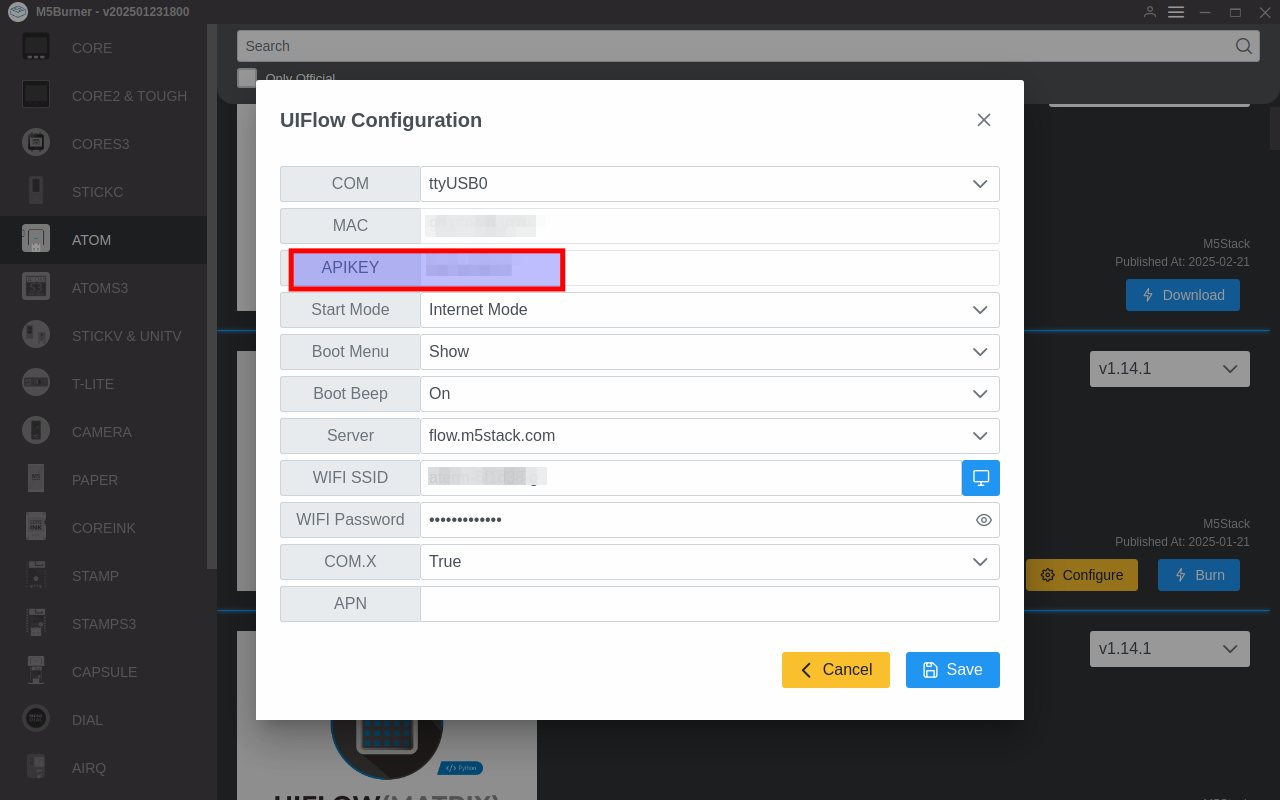 M5Burner - v202501231800
CORE
CORE2 & TOUGH
CORES3
STICKC
ATOM
ATOMS3
STICKV & UNITV
T-LITE
CAMERA
PAPER
COREINK
STAMP
STAMPS3
CAPSULE
DIAL
AIRQ
Search
Only Official
UIFlow Configuration
COM ttyUSB0
MAC
APIKEY
Start Mode Internet Mode
Boot Menu Show
Boot Beep On
Server flow.m5stack.com
WIFI SSID
WIFI Password •••••••••••••
COM.X True
APN
Cancel Save
M5Stack
Published At: 2025-02-21
Download
v1.14.1
M5Stack
Published At: 2025-01-21
Configure Burn
v1.14.1
</> Python
UIFLOW(MATRIX)